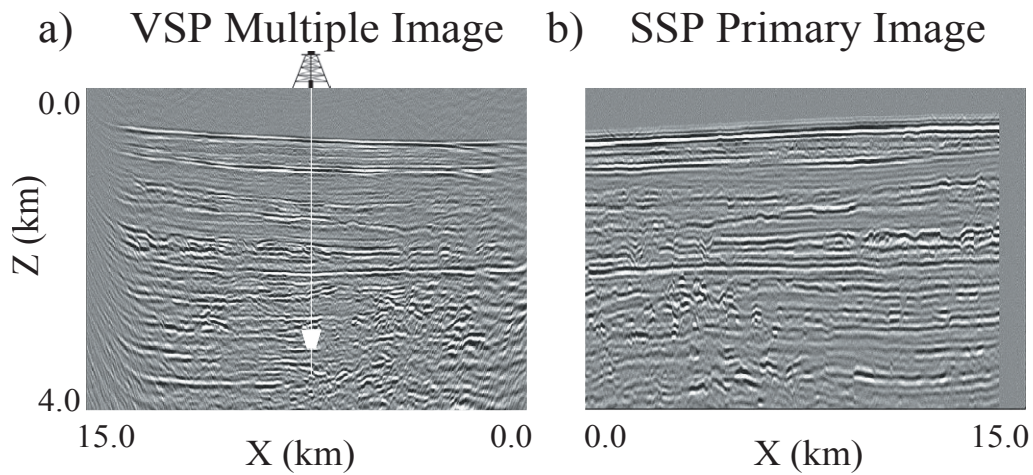 a) VSP Multiple Image
b) SSP Primary Image
0.0
Z (km)
4.0
15.0 0.0
X (km)
0.0 15.0
X (km)